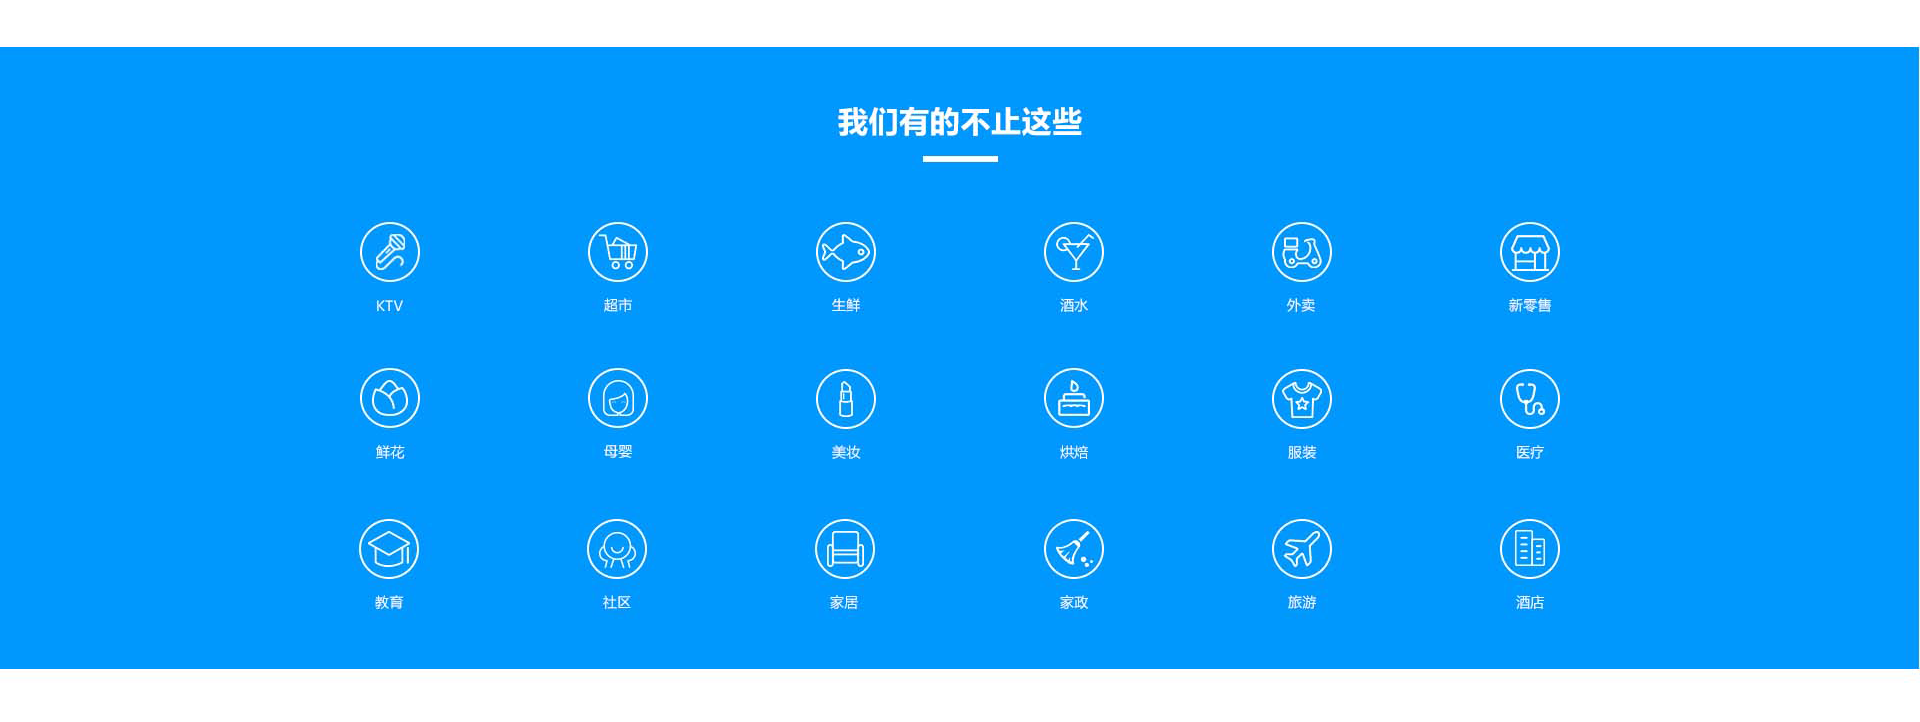 我们有的不止这些
KTV 超市 生鲜 酒水 外卖 新零售
鲜花 母婴 美妆 烘焙 服装 医疗
教育 社区 家居 家政 旅游 酒店